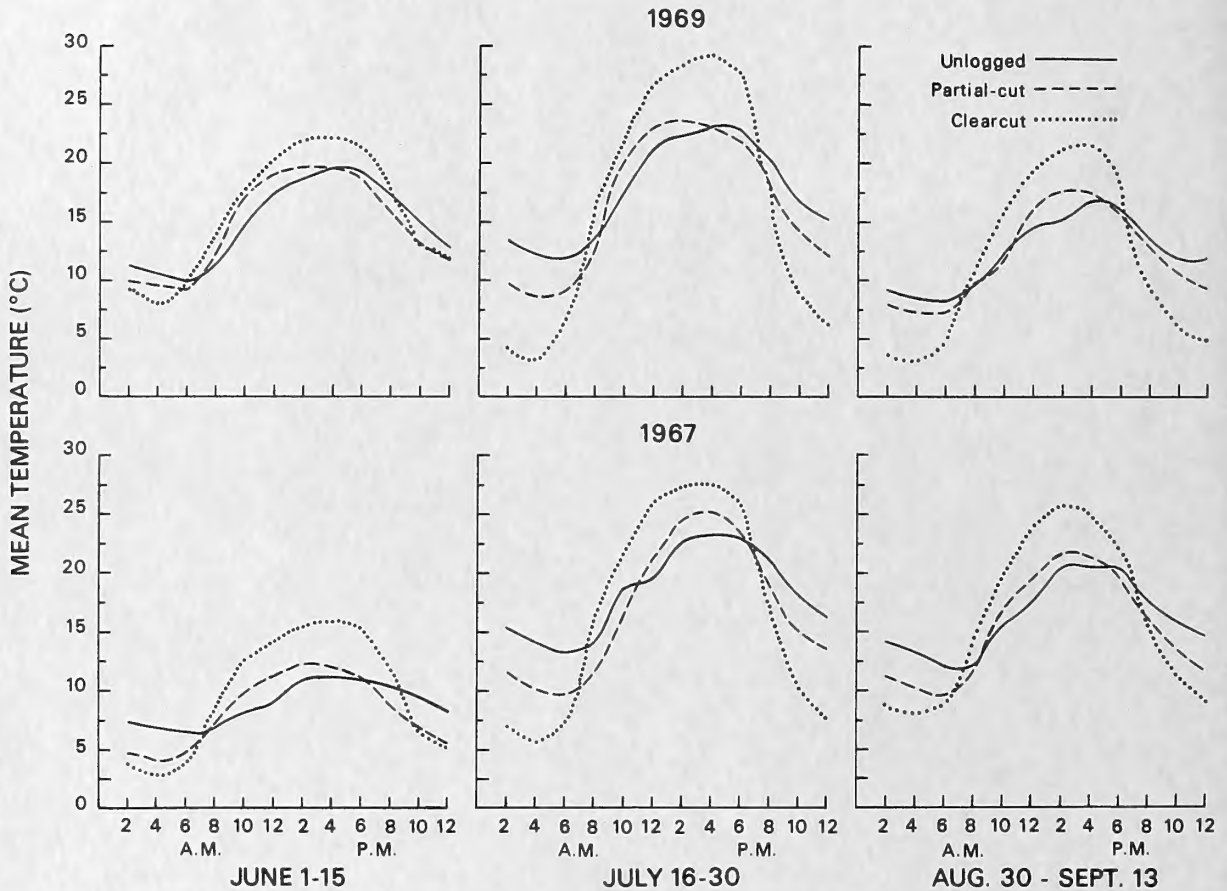 1969
MEAN TEMPERATURE (°C)
30
25
20
15
10
5
0
Unlogged
Partial-cut
Clearcut
1967
30
25
20
15
10
5
0
2 4 6 8 10 12 2 4 6 8 10 12
A.M. P.M.
JUNE 1-15
2 4 6 8 10 12 2 4 6 8 10 12
A.M. P.M.
JULY 16-30
2 4 6 8 10 12 2 4 6 8 10 12
A.M. P.M.
AUG. 30 - SEPT. 13